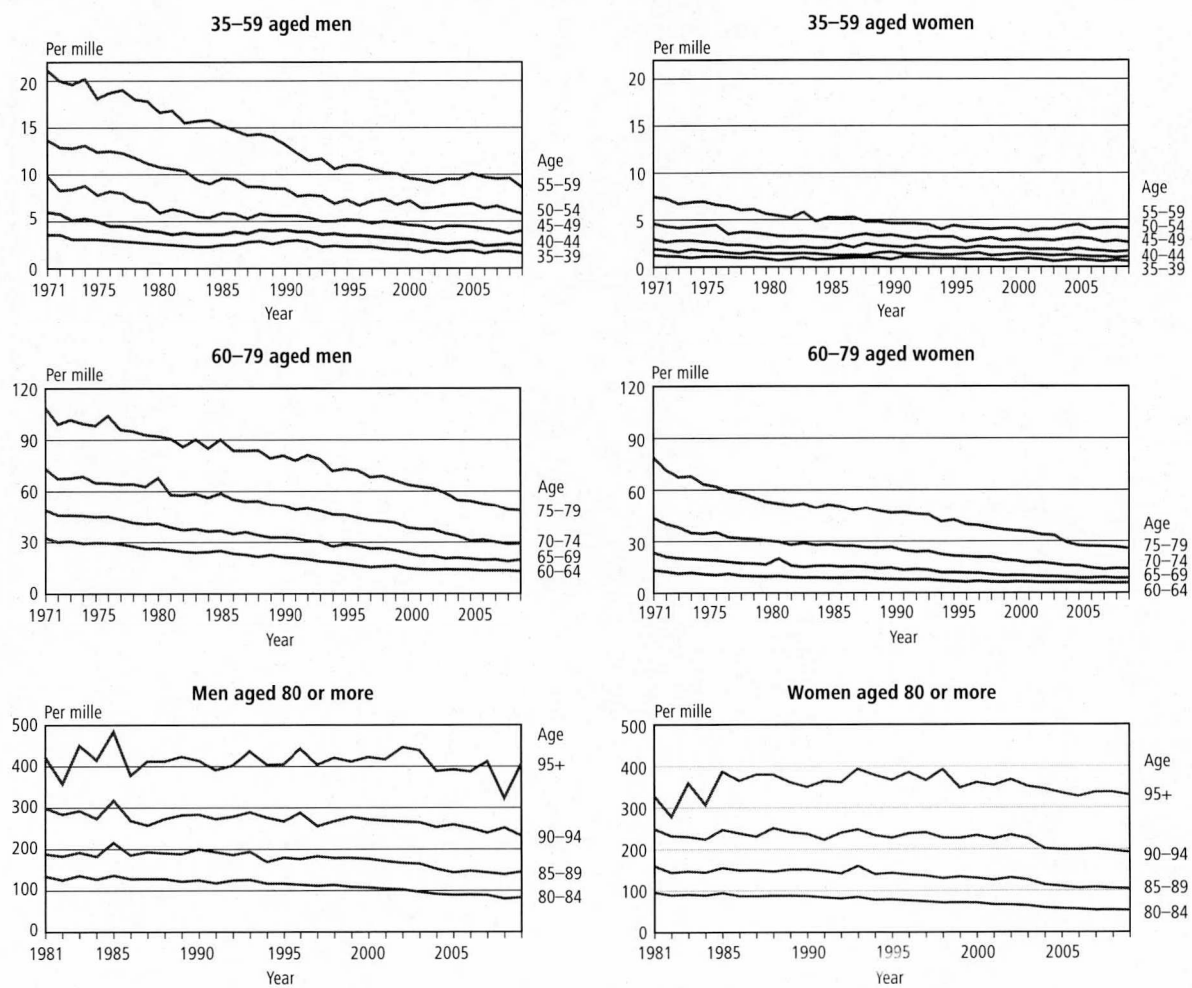 35–59 aged men
Per mille
20
15
10
5
0
1971 1975 1980 1985 1990 1995 2000 2005
Year
Age
55–59
50–54
45–49
40–44
35–39
35–59 aged women
Per mille
20
15
10
5
0
1971 1975 1980 1985 1990 1995 2000 2005
Year
Age
55–59
50–54
45–49
40–44
35–39
60–79 aged men
Per mille
120
90
60
30
0
1971 1975 1980 1985 1990 1995 2000 2005
Year
Age
75–79
70–74
65–69
60–64
60–79 aged women
Per mille
120
90
60
30
0
1971 1975 1980 1985 1990 1995 2000 2005
Year
Age
75–79
70–74
65–69
60–64
Men aged 80 or more
Per mille
500
400
300
200
100
0
1981 1985 1990 1995 2000 2005
Year
Age
95+
90–94
85–89
80–84
Women aged 80 or more
Per mille
500
400
300
200
100
0
1981 1985 1990 1995 2000 2005
Year
Age
95+
90–94
85–89
80–84